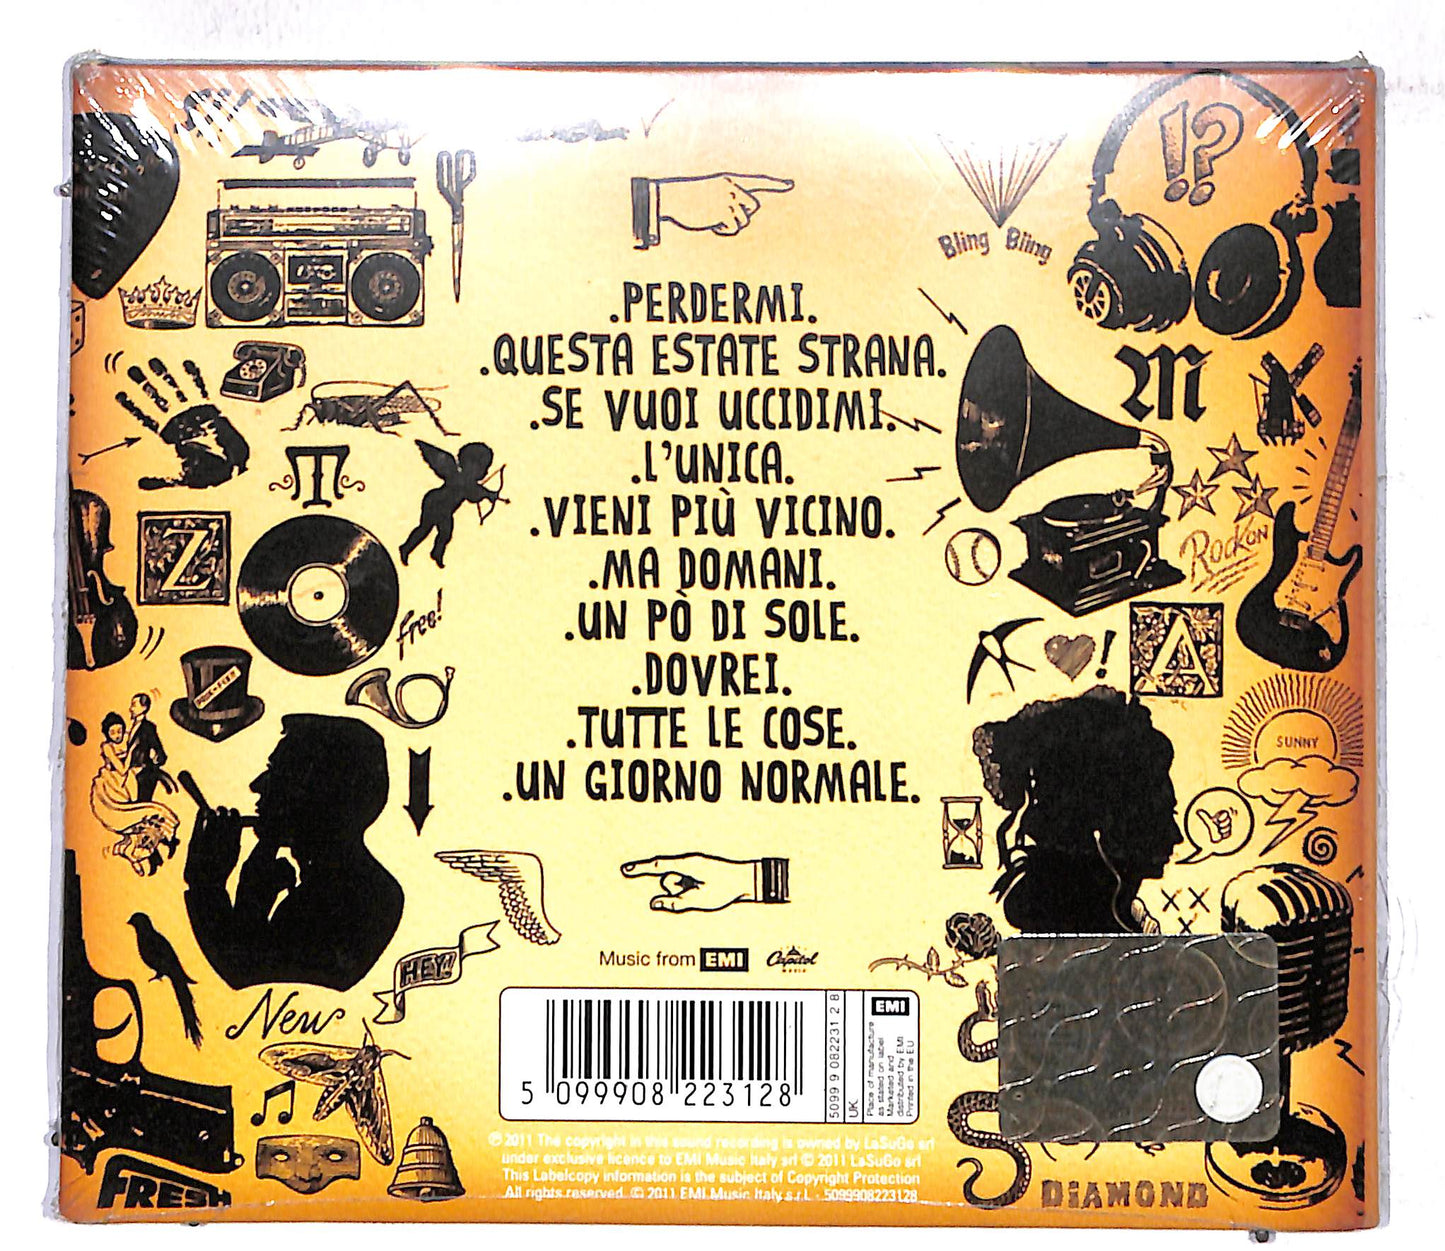 !?
Bling Bling
.PERDERMI.
.QUESTA ESTATE STRANA.
.SE VUOI UCCIDIMI.
.L'UNICA.
.VIENI PIÙ VICINO.
.MA DOMANI.
.UN PÒ DI SOLE.
.DOVREI.
.TUTTE LE COSE.
.UN GIORNO NORMALE.
M
T
Z
Rock ON
free!
A
SUNNY
HEY!
New
FRESH
DIAMOND
Music from EMI Capitol
5 099908 223128
5099 9 08223 1 2 8
UK:
EMI
Place of manufacture
as stated on label
Marketed and
distributed by EMI
Printed in the EU
℗ 2011 The copyright in this sound recording is owned by LaSuGo srl
under exclusive licence to EMI Music Italy srl © 2011 LaSuGo srl
This Labelcopy information is the subject of Copyright Protection
All rights reserved. © 2011 EMI Music Italy s.r.l. - 5099908223128